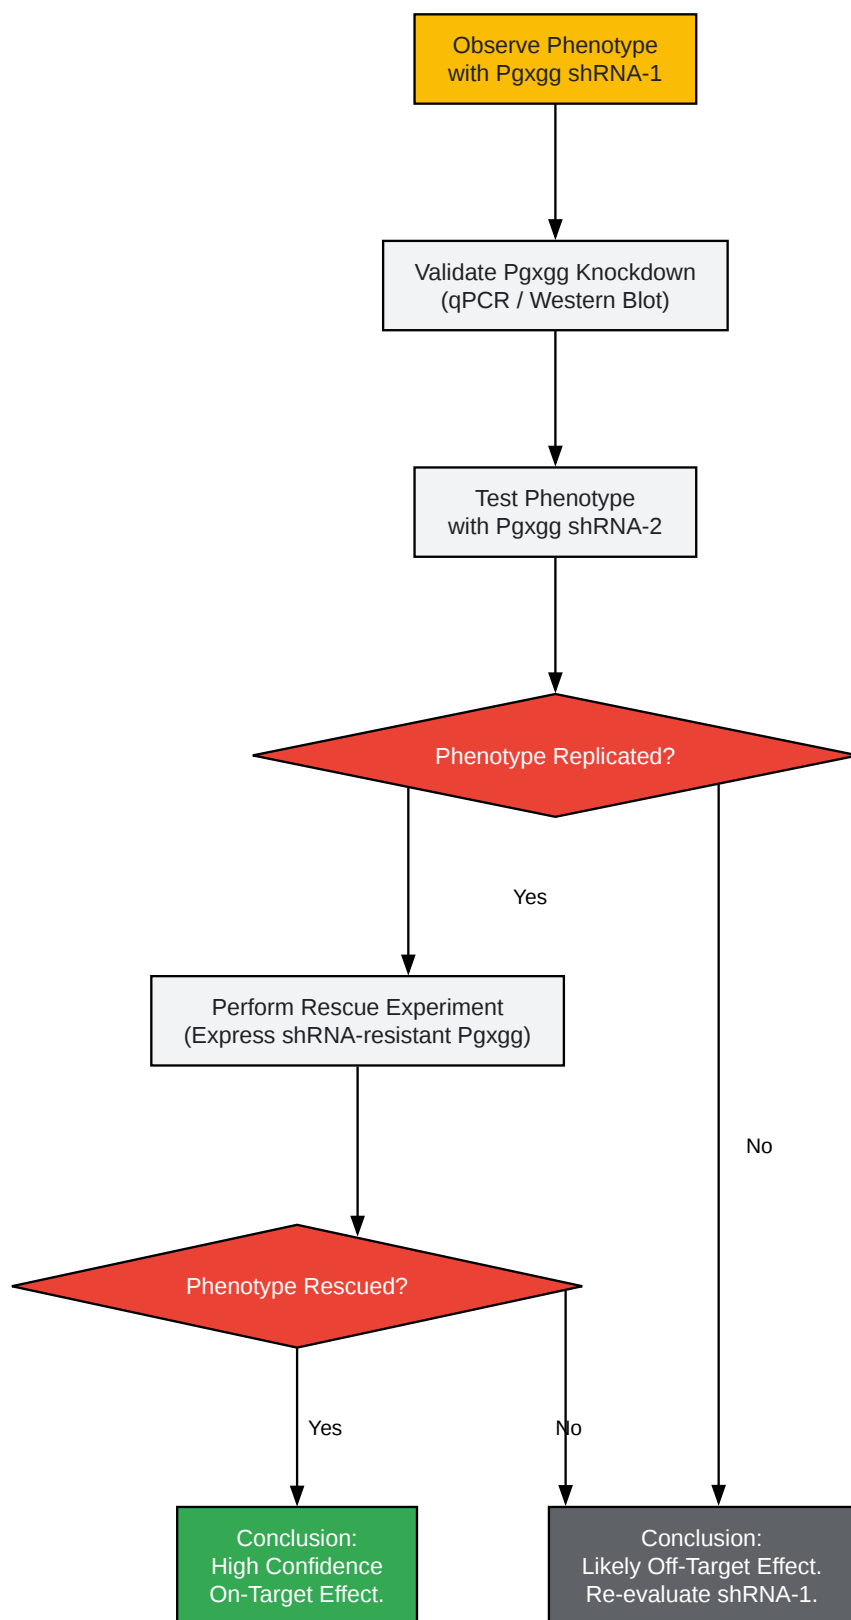 Observe Phenotype
with Pgxgg shRNA-1
Validate Pgxgg Knockdown
(qPCR / Western Blot)
Test Phenotype
with Pgxgg shRNA-2
Phenotype Replicated?
Yes
Perform Rescue Experiment
(Express shRNA-resistant Pgxgg)
No
Phenotype Rescued?
Yes
No
Conclusion:
High Confidence
On-Target Effect.
Conclusion:
Likely Off-Target Effect.
Re-evaluate shRNA-1.